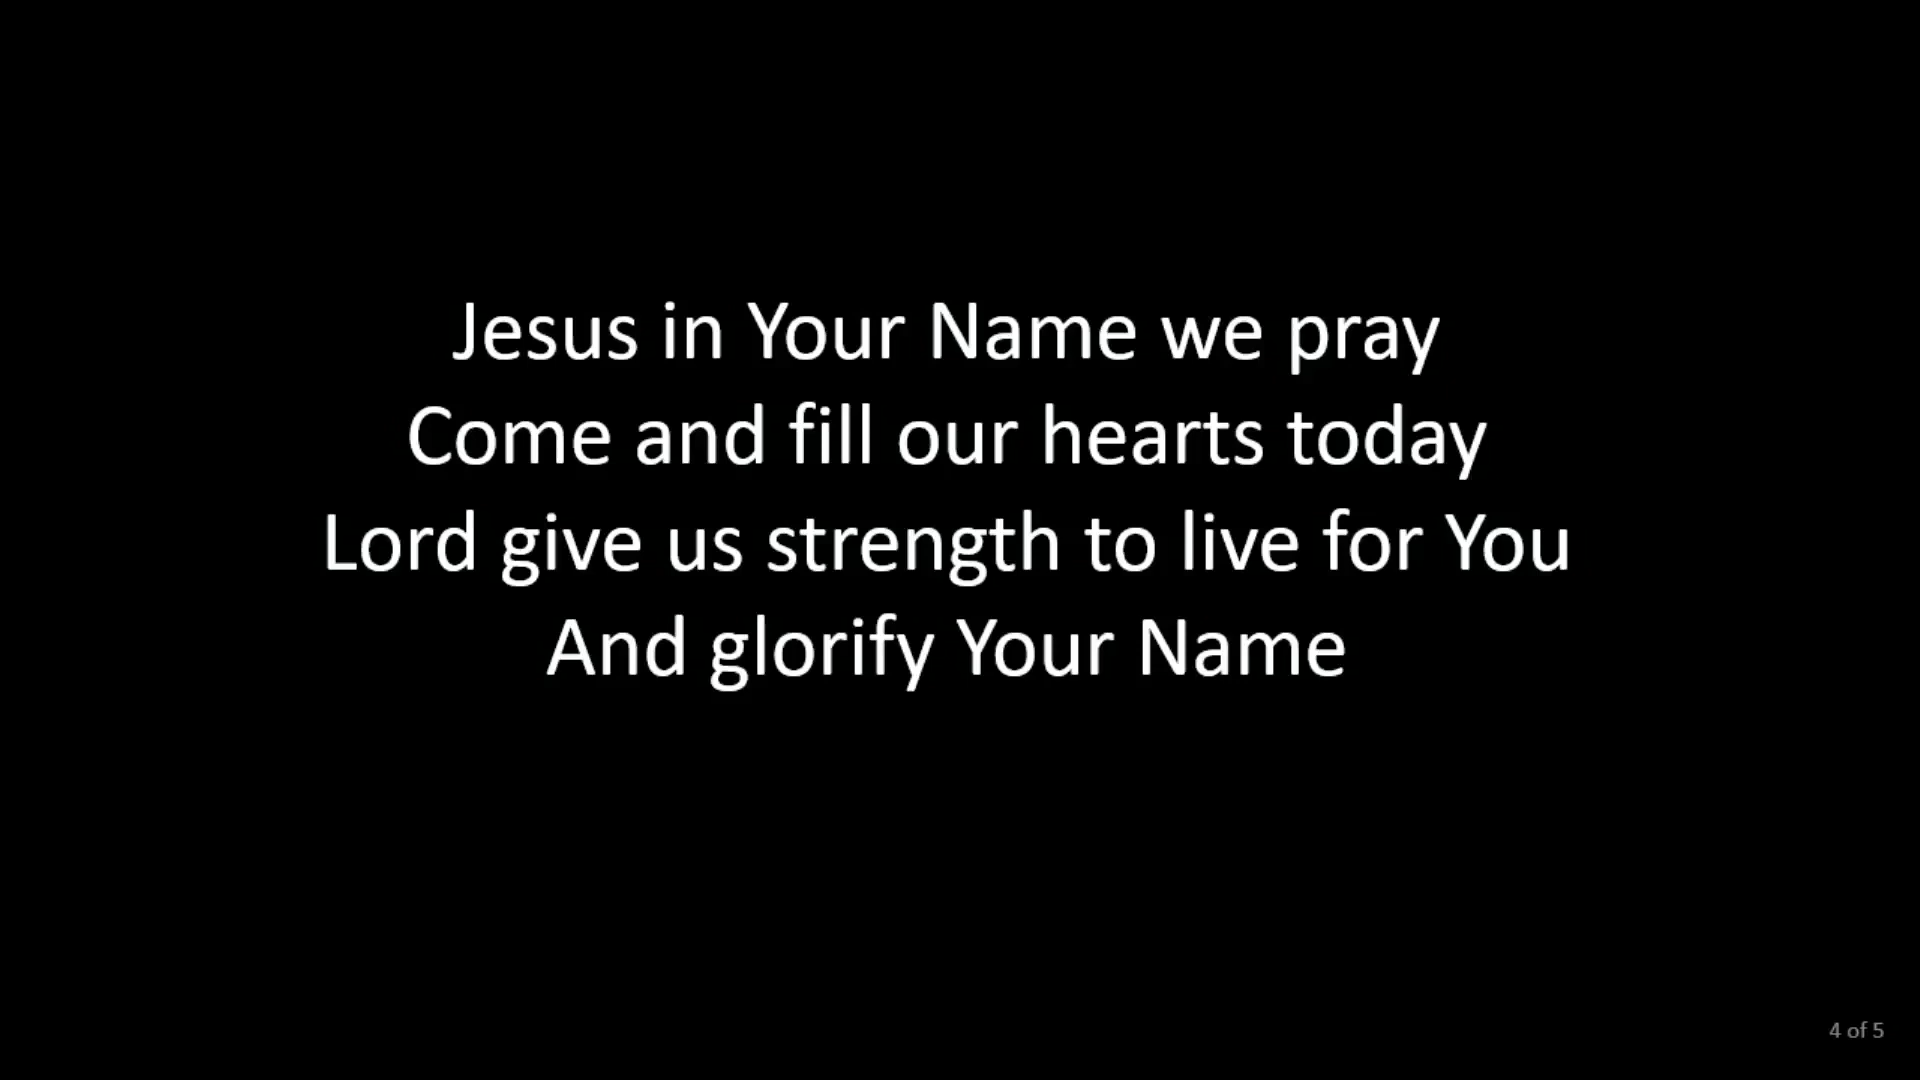 Jesus in Your Name we pray
Come and fill our hearts today
Lord give us strength to live for You
And glorify Your Name
4 of 5